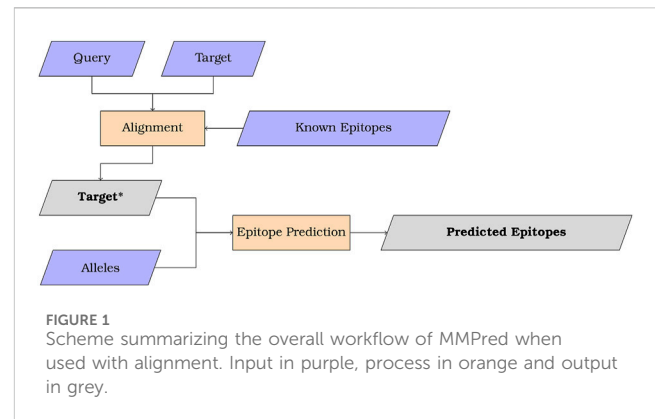 Query
Target
Alignment
Known Epitopes
Target*
Epitope Prediction
Predicted Epitopes
Alleles
FIGURE 1
Scheme summarizing the overall workflow of MMPred when
used with alignment. Input in purple, process in orange and output
in grey.